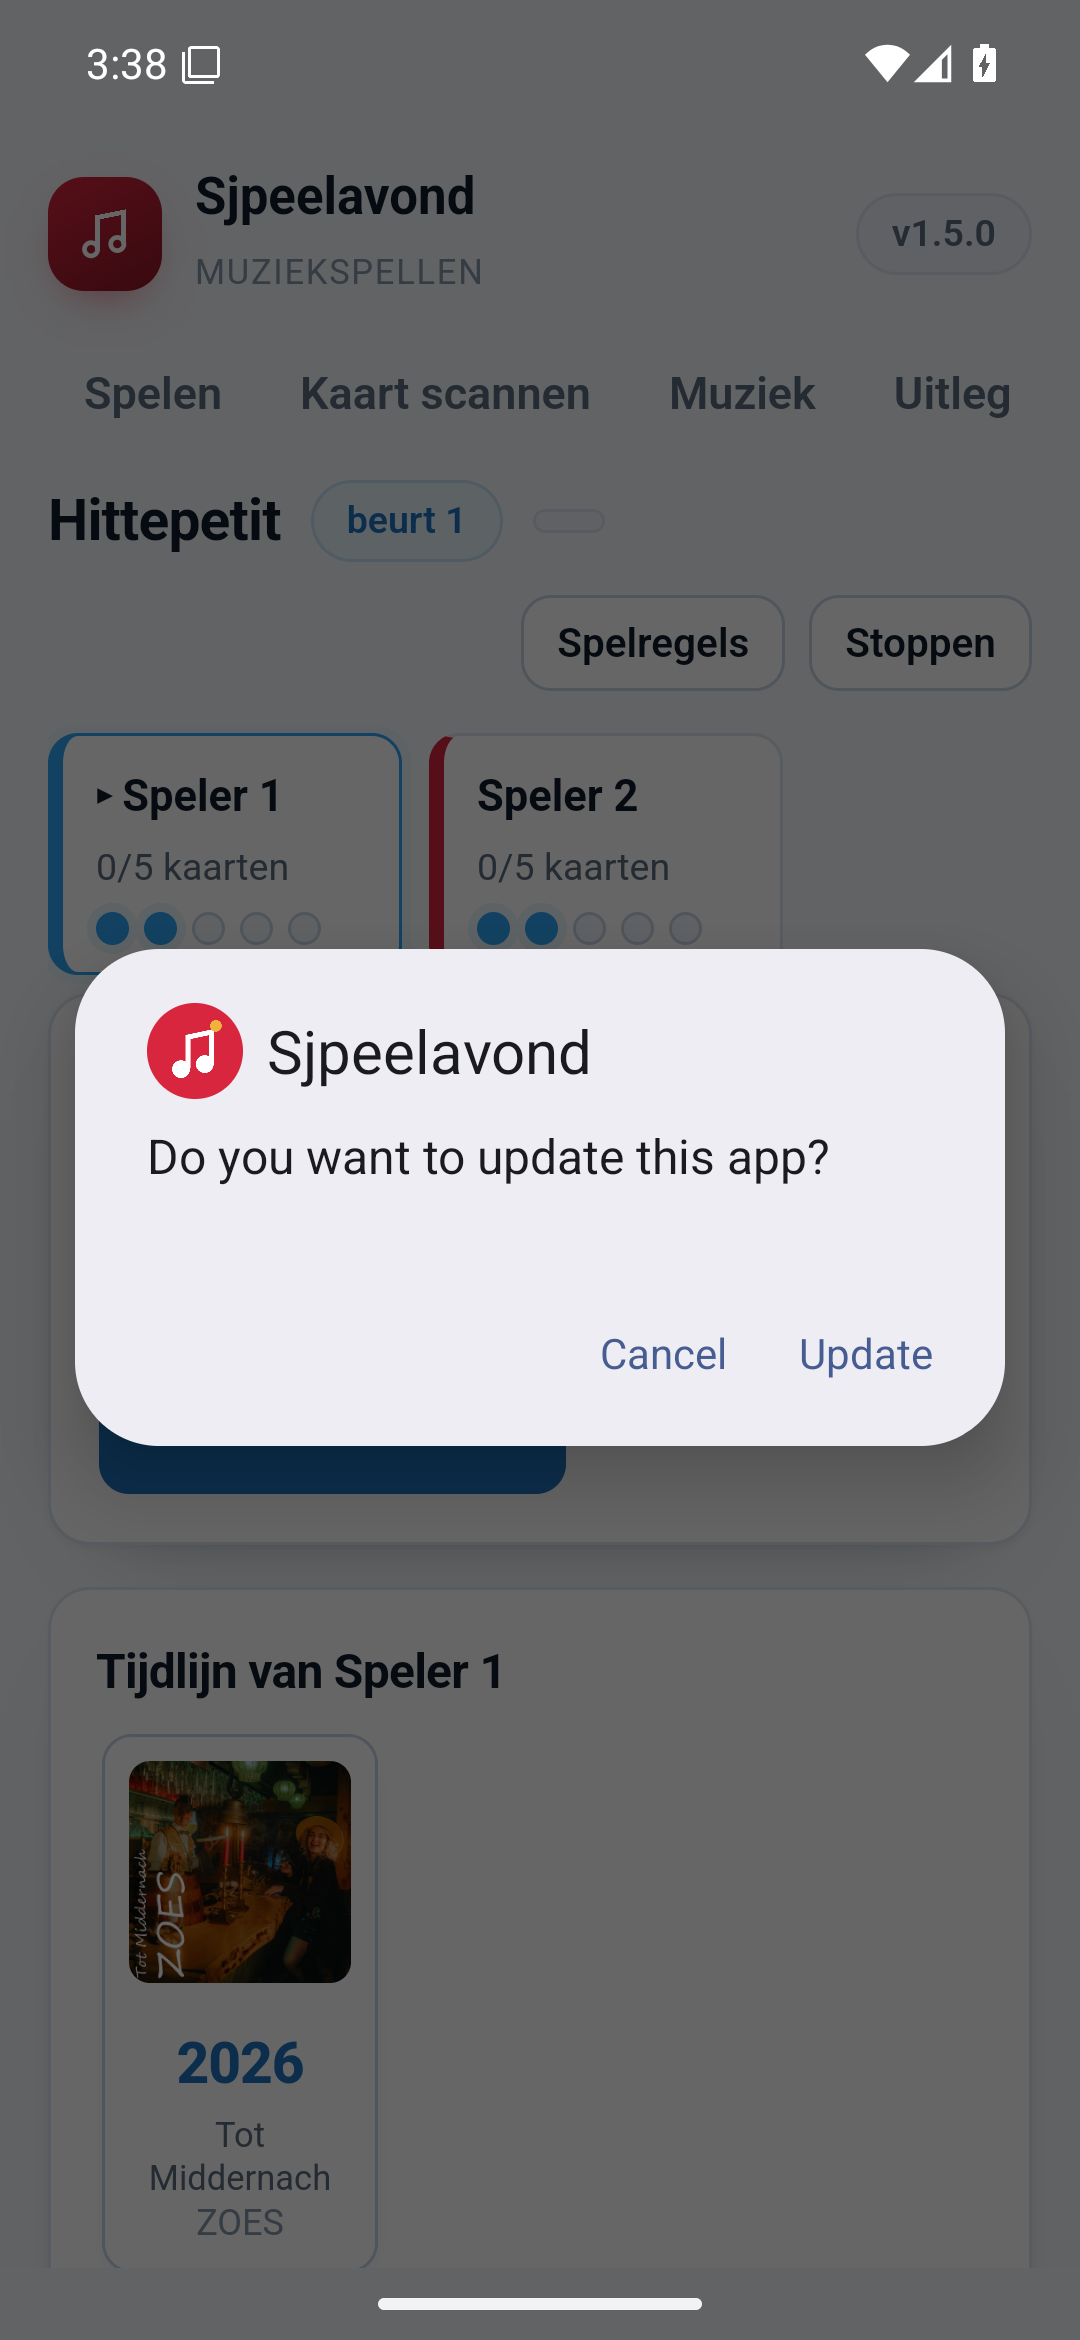 3:38
Sjpeelavond
MUZIEKSPELLEN
v1.5.0
Spelen Kaart scannen Muziek Uitleg
Hittepetit beurt 1
Spelregels Stoppen
▸ Speler 1
0/5 kaarten
Speler 2
0/5 kaarten
Sjpeelavond
Do you want to update this app?
Cancel Update
Tijdlijn van Speler 1
Tot Middernach
ZOES
2026
Tot
Middernach
ZOES